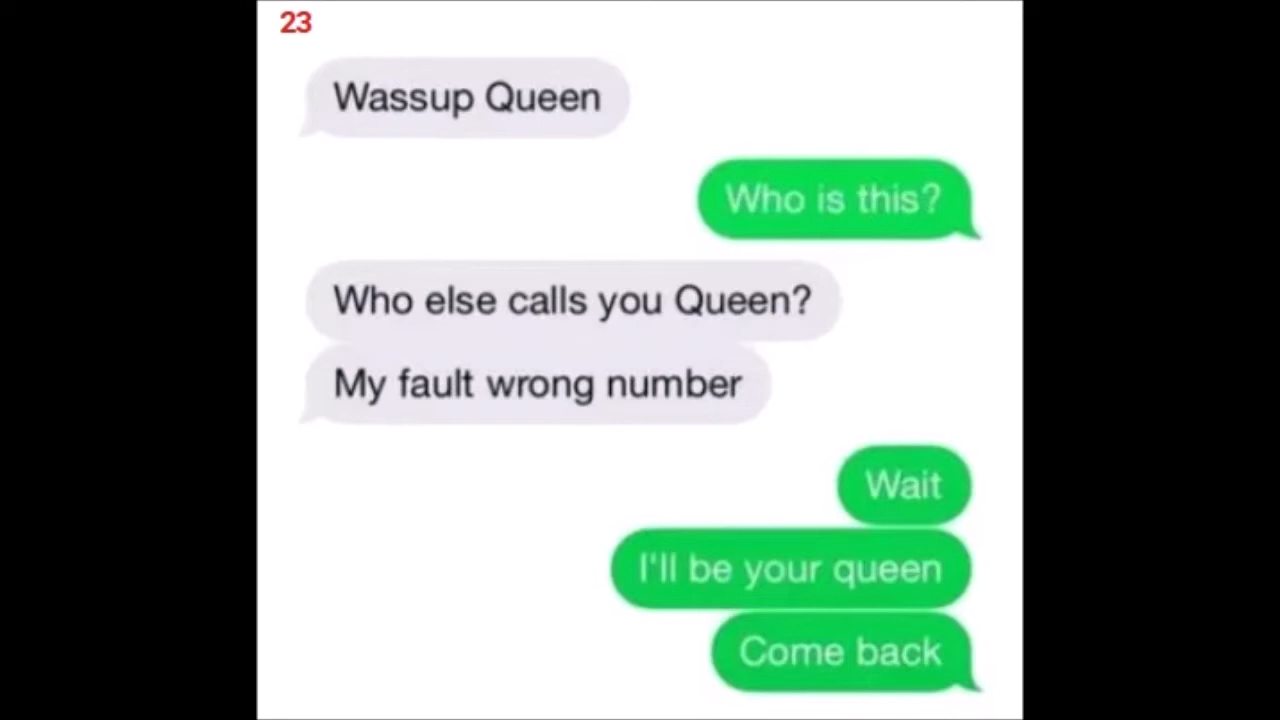 23
Wassup Queen
Who is this?
Who else calls you Queen?
My fault wrong number
Wait
I'll be your queen
Come back